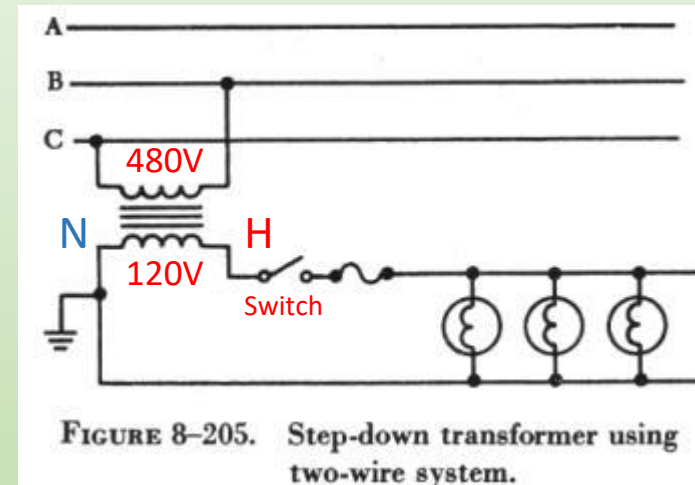 A
B
C
480V
N
H
120V
Switch
FIGURE 8–205. Step-down transformer using
two-wire system.